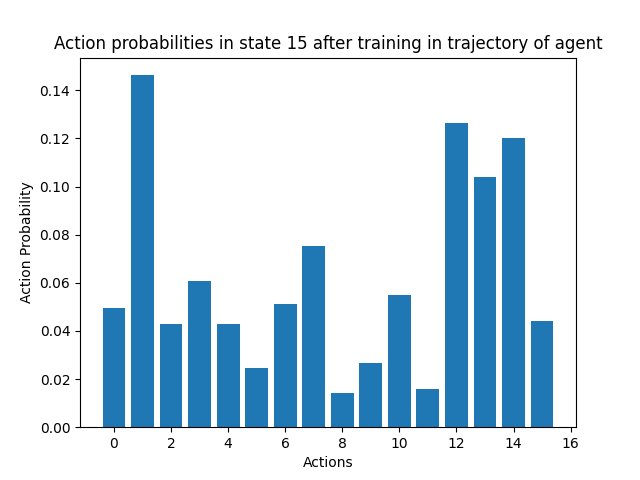 Action probabilities in state 15 after training in trajectory of agent
0.14
0.12
0.10
0.08
0.06
0.04
0.02
0.00
Action Probability
0 2 4 6 8 10 12 14 16
Actions